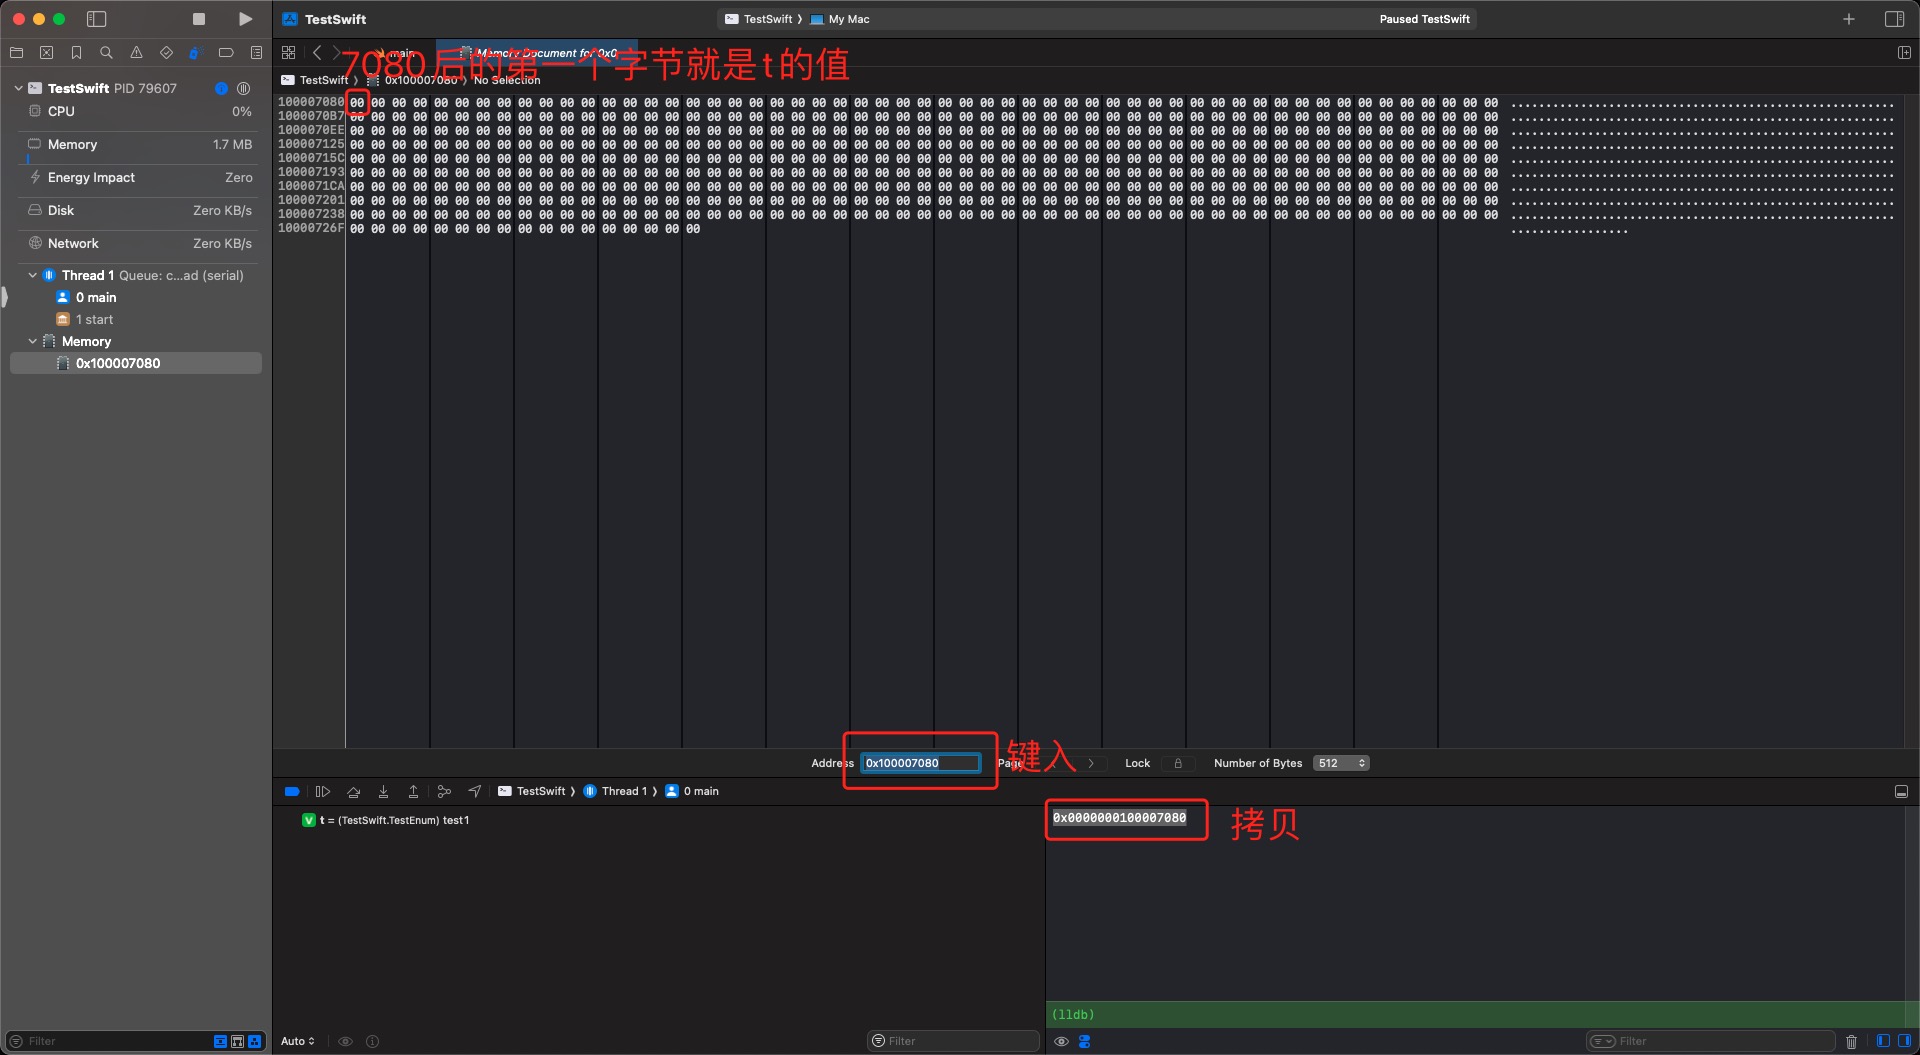 TestSwift
TestSwift 〉 My Mac
Paused TestSwift
main
Memory Document for 0x0
7080后的第一个字节就是t的值
TestSwift 〉 0x100007080 〉 No Selection
TestSwift PID 79607
CPU 0%
Memory 1.7 MB
Energy Impact Zero
Disk Zero KB/s
Network Zero KB/s
Thread 1 Queue: c...ad (serial)
0 main
1 start
Memory
0x100007080
100007080 00 00 00 00 00 00 00 00 00 00 00 00 00 00 00 00 00 00 00 00 00 00 00 00 00 00 00 00 00 00 00 00 00 00 00 00 00 00 00 00 00 00 00 00 00 00 00 00 00 00 00 00 00 00 00 .......................................................
1000070B7 00 00 00 00 00 00 00 00 00 00 00 00 00 00 00 00 00 00 00 00 00 00 00 00 00 00 00 00 00 00 00 00 00 00 00 00 00 00 00 00 00 00 00 00 00 00 00 00 00 00 00 00 00 00 00 .......................................................
1000070EE 00 00 00 00 00 00 00 00 00 00 00 00 00 00 00 00 00 00 00 00 00 00 00 00 00 00 00 00 00 00 00 00 00 00 00 00 00 00 00 00 00 00 00 00 00 00 00 00 00 00 00 00 00 00 00 .......................................................
100007125 00 00 00 00 00 00 00 00 00 00 00 00 00 00 00 00 00 00 00 00 00 00 00 00 00 00 00 00 00 00 00 00 00 00 00 00 00 00 00 00 00 00 00 00 00 00 00 00 00 00 00 00 00 00 00 .......................................................
10000715C 00 00 00 00 00 00 00 00 00 00 00 00 00 00 00 00 00 00 00 00 00 00 00 00 00 00 00 00 00 00 00 00 00 00 00 00 00 00 00 00 00 00 00 00 00 00 00 00 00 00 00 00 00 00 00 .......................................................
100007193 00 00 00 00 00 00 00 00 00 00 00 00 00 00 00 00 00 00 00 00 00 00 00 00 00 00 00 00 00 00 00 00 00 00 00 00 00 00 00 00 00 00 00 00 00 00 00 00 00 00 00 00 00 00 00 .......................................................
1000071CA 00 00 00 00 00 00 00 00 00 00 00 00 00 00 00 00 00 00 00 00 00 00 00 00 00 00 00 00 00 00 00 00 00 00 00 00 00 00 00 00 00 00 00 00 00 00 00 00 00 00 00 00 00 00 00 .......................................................
100007201 00 00 00 00 00 00 00 00 00 00 00 00 00 00 00 00 00 00 00 00 00 00 00 00 00 00 00 00 00 00 00 00 00 00 00 00 00 00 00 00 00 00 00 00 00 00 00 00 00 00 00 00 00 00 00 .......................................................
100007238 00 00 00 00 00 00 00 00 00 00 00 00 00 00 00 00 00 00 00 00 00 00 00 00 00 00 00 00 00 00 00 00 00 00 00 00 00 00 00 00 00 00 00 00 00 00 00 00 00 00 00 00 00 00 00 .......................................................
10000726F 00 00 00 00 00 00 00 00 00 00 00 00 00 00 00 00 00 .................
Address 0x100007080 Page 键入 Lock Number of Bytes 512
TestSwift 〉 Thread 1 〉 0 main
t = (TestSwift.TestEnum) test1
0x0000000100007080 拷贝
(lldb)
Filter
Auto
Filter
Filter